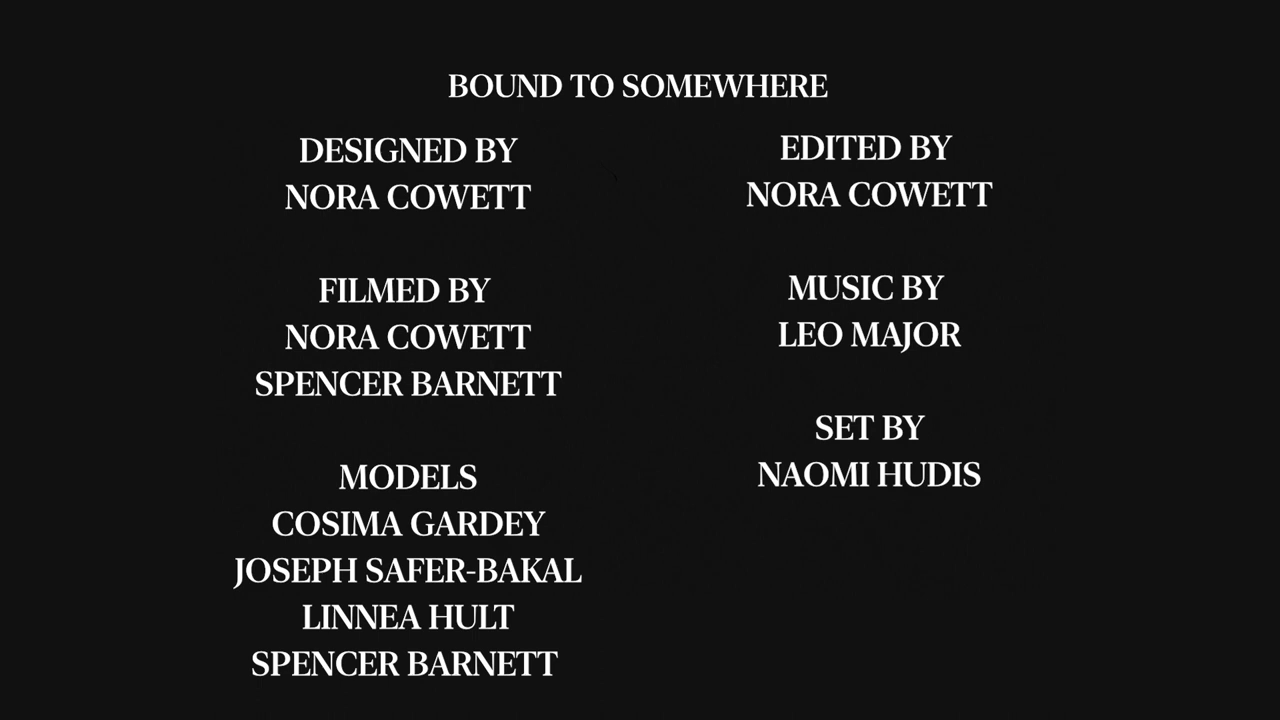 BOUND TO SOMEWHERE
DESIGNED BY
NORA COWETT
FILMED BY
NORA COWETT
SPENCER BARNETT
MODELS
COSIMA GARDEY
JOSEPH SAFER-BAKAL
LINNEA HULT
SPENCER BARNETT
EDITED BY
NORA COWETT
MUSIC BY
LEO MAJOR
SET BY
NAOMI HUDIS